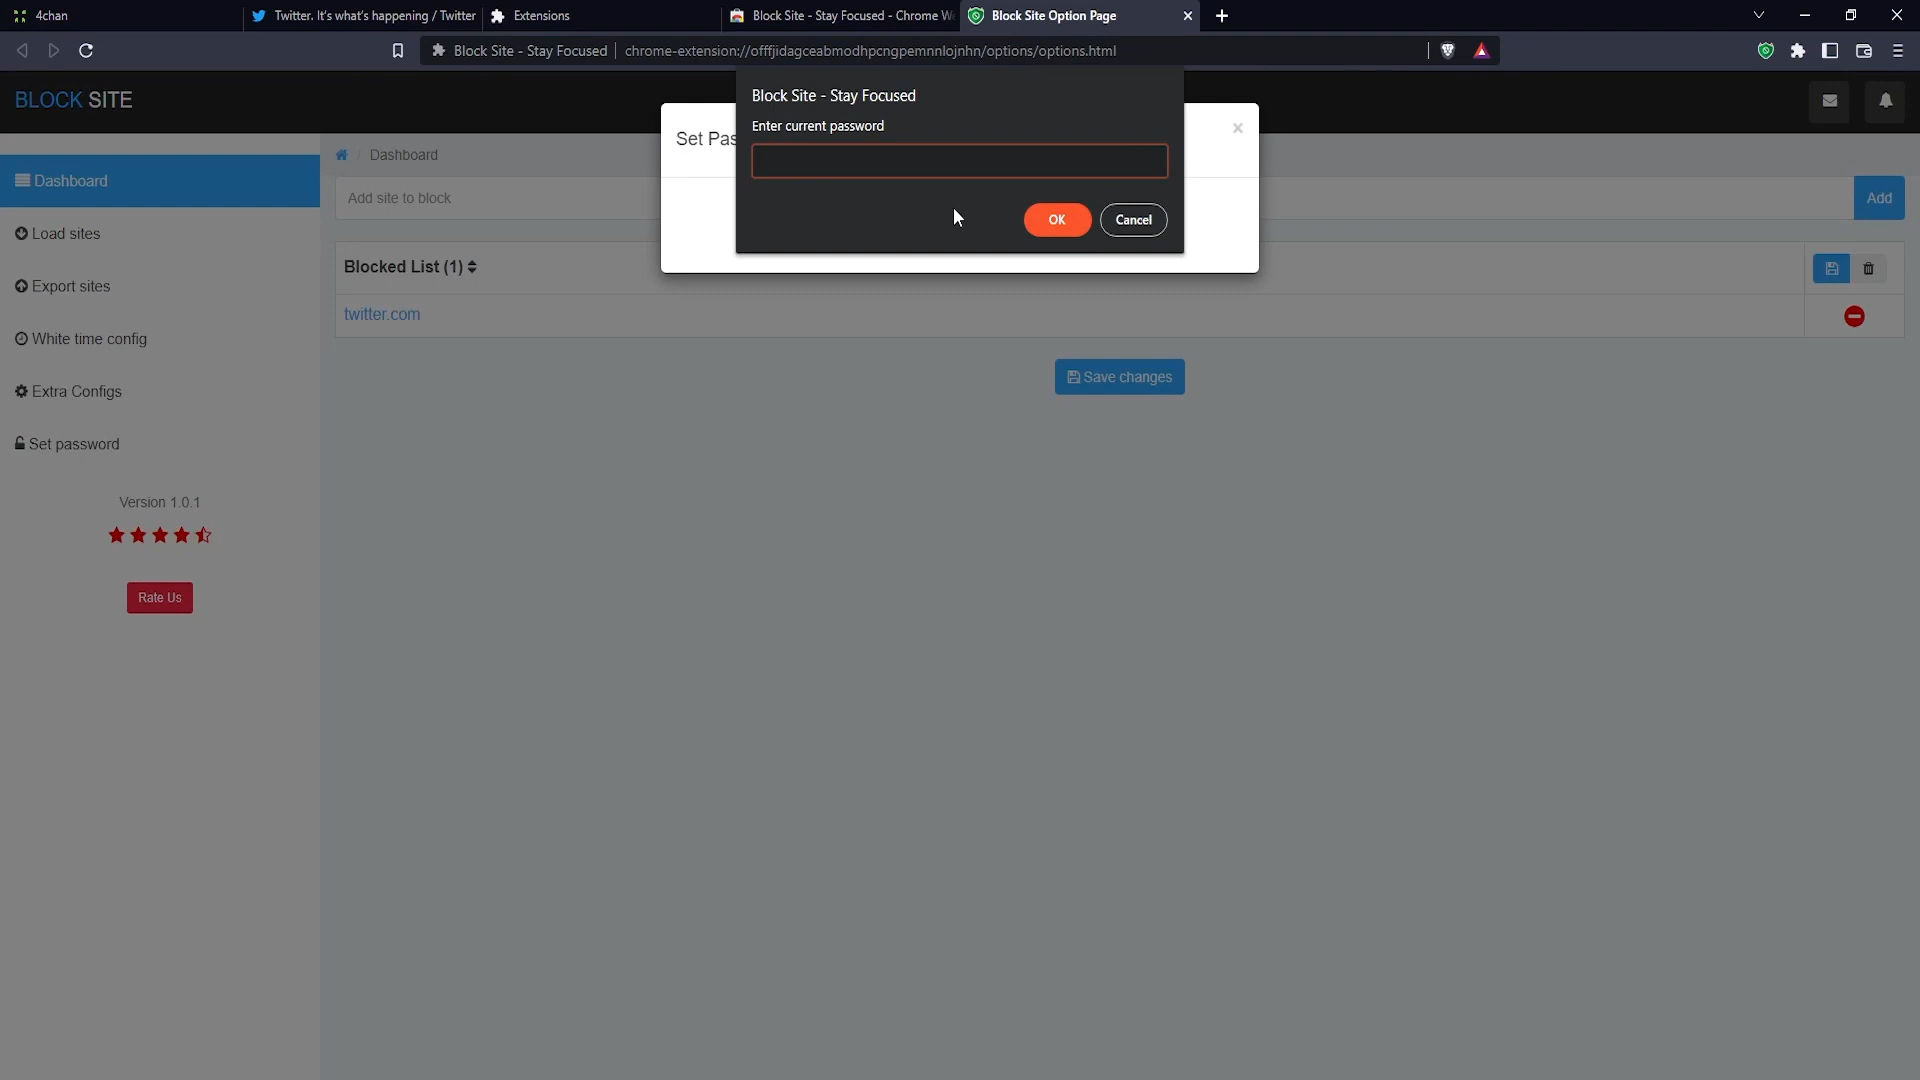 4chan
Twitter. It's what's happening / Twitter
Extensions
Block Site - Stay Focused - Chrome We
Block Site Option Page
Block Site - Stay Focused
chrome-extension://offfjidagceabmodhpcngpemnnlojnhn/options/options.html
BLOCK SITE
Block Site - Stay Focused
Enter current password
OK
Cancel
Set Pas
×
Dashboard
Load sites
Export sites
White time config
Extra Configs
Set password
Version 1.0.1
Rate Us
/ Dashboard
Add site to block
Add
Blocked List (1)
twitter.com
Save changes